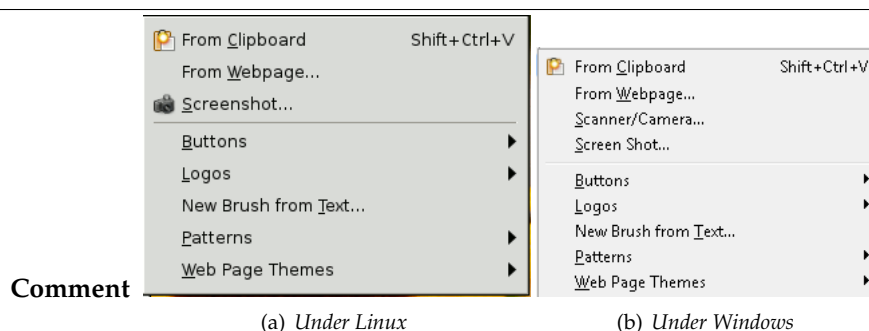 From Clipboard Shift+Ctrl+V
From Webpage...
Screenshot...
Buttons
Logos
New Brush from Text...
Patterns
Web Page Themes
From Clipboard Shift+Ctrl+V
From Webpage...
Scanner/Camera...
Screen Shot...
Buttons
Logos
New Brush from Text...
Patterns
Web Page Themes
Comment
(a) Under Linux
(b) Under Windows